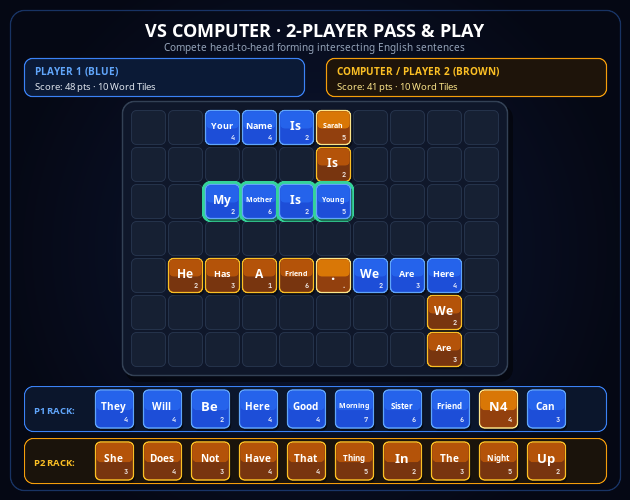 VS COMPUTER · 2-PLAYER PASS & PLAY
Compete head-to-head forming intersecting English sentences
PLAYER 1 (BLUE)
Score: 48 pts · 10 Word Tiles
COMPUTER / PLAYER 2 (BROWN)
Score: 41 pts · 10 Word Tiles
Your 4 Name 4 Is 2 Sarah 5
Is 2
My 2 Mother 6 Is 2 Young 5
He 2 Has 3 A 1 Friend 6 . . We 2 Are 3 Here 4
We 2
Are 3
P1 RACK: They 4 Will 4 Be 2 Here 4 Good 4 Morning 7 Sister 6 Friend 6 N4 4 Can 3
P2 RACK: She 3 Does 4 Not 3 Have 4 That 4 Thing 5 In 2 The 3 Night 5 Up 2